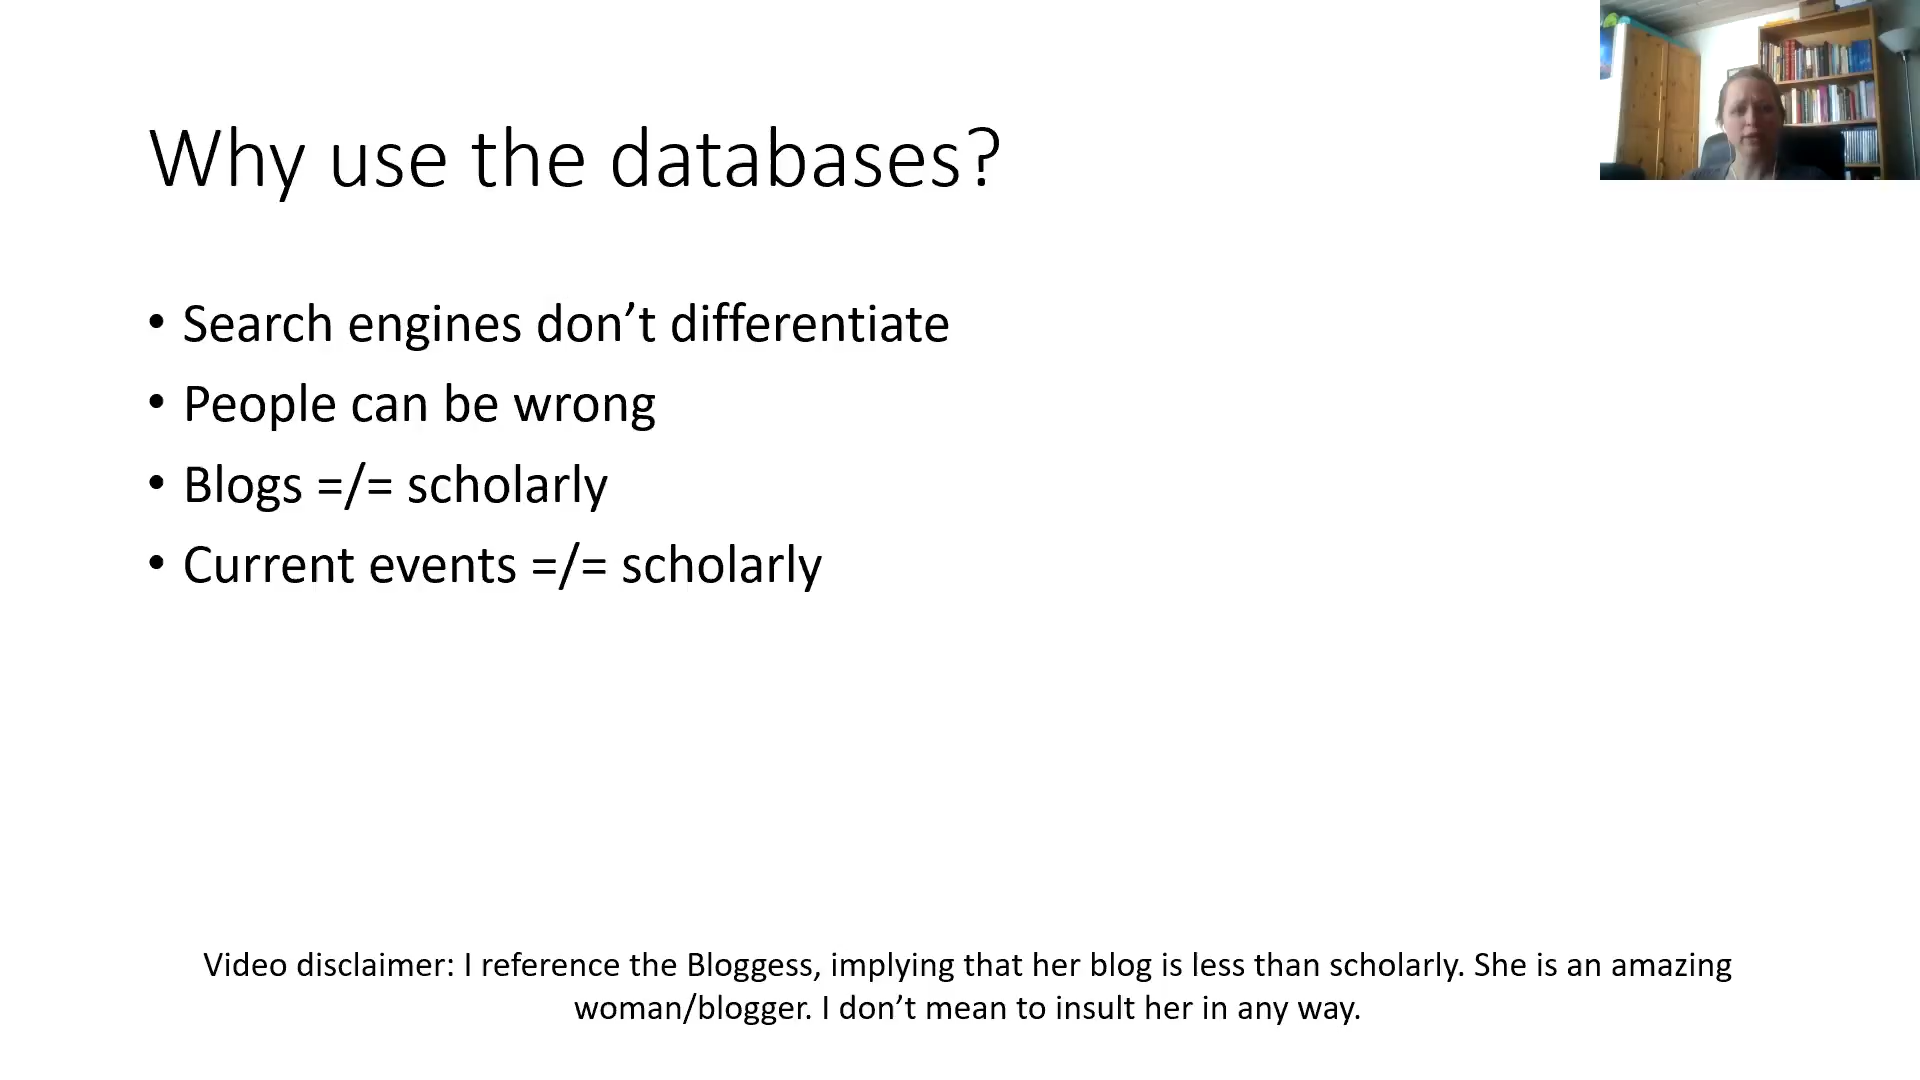 Why use the databases?
• Search engines don’t differentiate
• People can be wrong
• Blogs =/= scholarly
• Current events =/= scholarly
Video disclaimer: I reference the Bloggess, implying that her blog is less than scholarly. She is an amazing
woman/blogger. I don’t mean to insult her in any way.